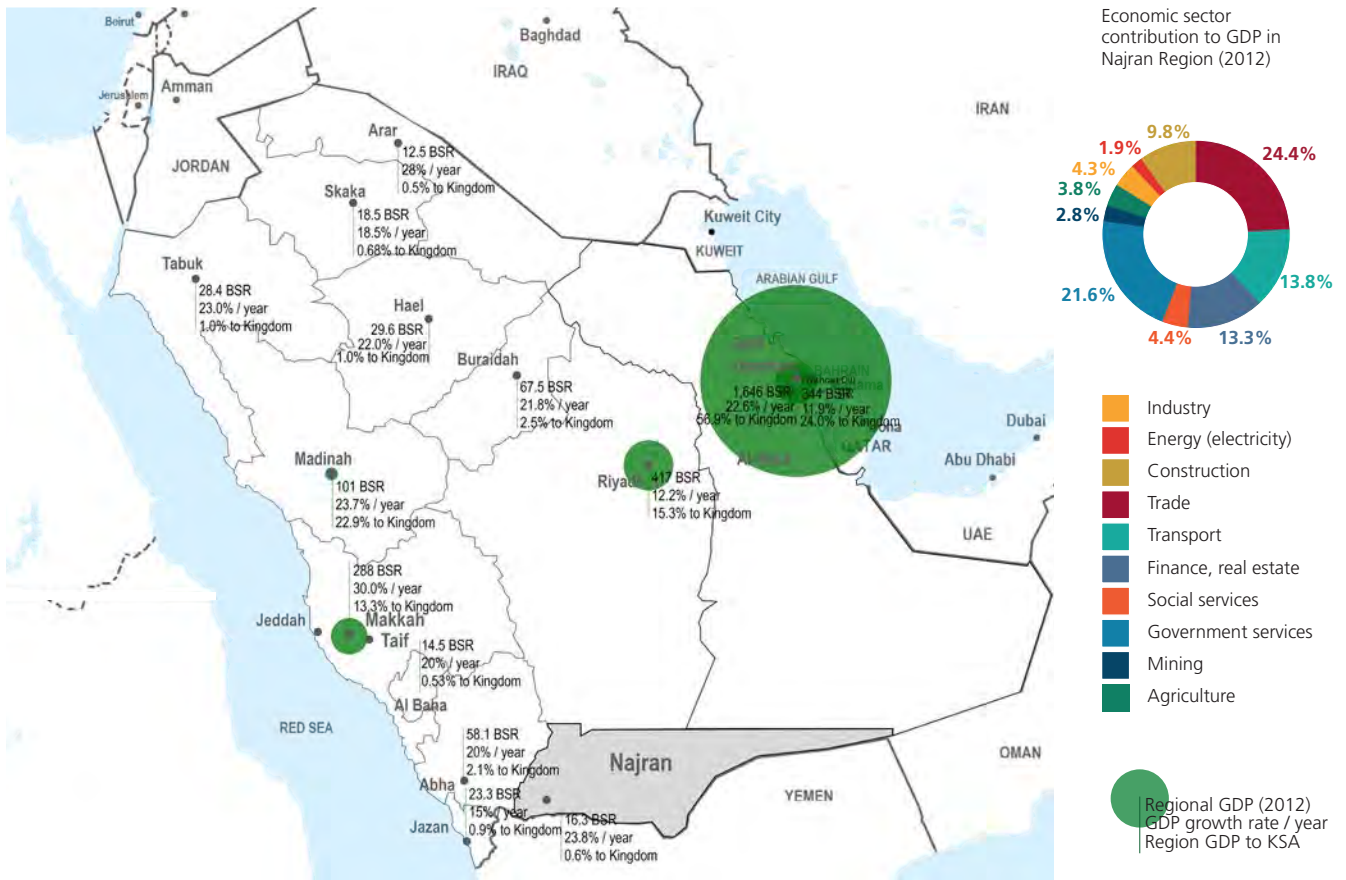 Economic sector
contribution to GDP in
Najran Region (2012)
9.8%
1.9%
4.3%
3.8%
2.8%
21.6%
4.4%
13.3%
13.8%
24.4%
Industry
Energy (electricity)
Construction
Trade
Transport
Finance, real estate
Social services
Government services
Mining
Agriculture
Regional GDP (2012)
GDP growth rate / year
Region GDP to KSA
Beirut
Baghdad
IRAQ
Jerusalem
Amman
IRAN
JORDAN
Arar
12.5 BSR
28% / year
0.5% to Kingdom
Skaka
18.5 BSR
18.5% / year
0.68% to Kingdom
Kuwait City
KUWEIT
Tabuk
28.4 BSR
23.0% / year
1.0% to Kingdom
ARABIAN GULF
Hael
29.6 BSR
22.0% / year
1.0% to Kingdom
Buraidah
67.5 BSR
21.8% / year
2.5% to Kingdom
BAHRAIN
1,646 BSR
22.6% / year
56.9% to Kingdom
344 BSR
11.9% / year
24.0% to Kingdom
QATAR
Dubai
Abu Dhabi
UAE
Madinah
101 BSR
23.7% / year
22.9% to Kingdom
Riyadh
417 BSR
12.2% / year
15.3% to Kingdom
288 BSR
30.0% / year
13.3% to Kingdom
Jeddah
Makkah
Taif
14.5 BSR
20% / year
0.53% to Kingdom
Al Baha
RED SEA
58.1 BSR
20% / year
2.1% to Kingdom
Abha
23.3 BSR
15% / year
0.9% to Kingdom
Jazan
Najran
16.3 BSR
23.8% / year
0.6% to Kingdom
YEMEN
OMAN